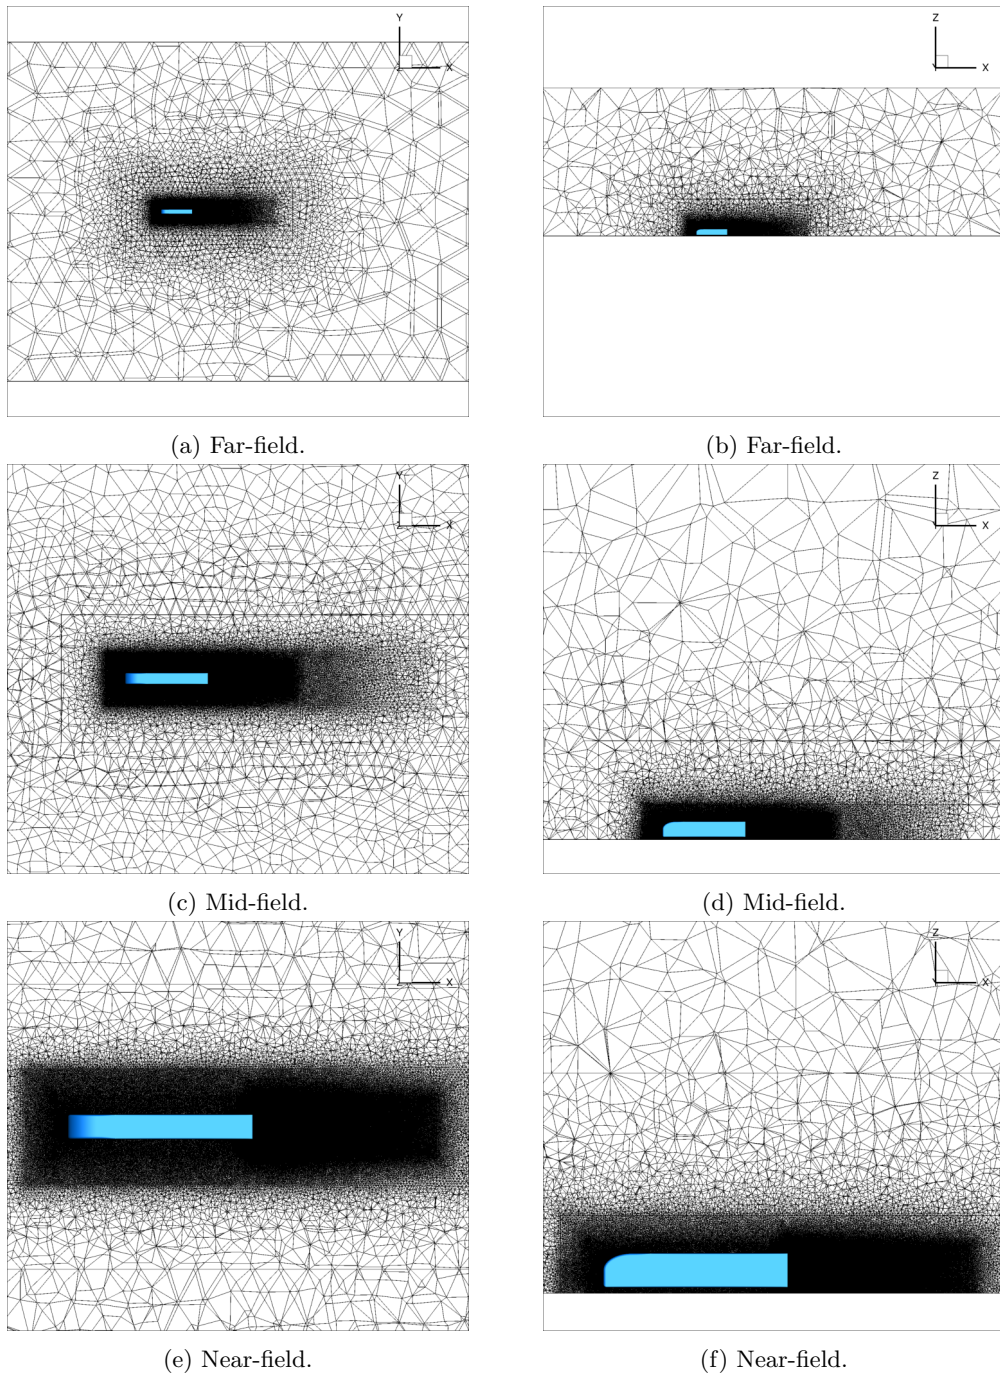 Y
X
Z
X
(a) Far-field.
(b) Far-field.
Y
X
Z
X
(c) Mid-field.
(d) Mid-field.
Y
X
Z
X
(e) Near-field.
(f) Near-field.